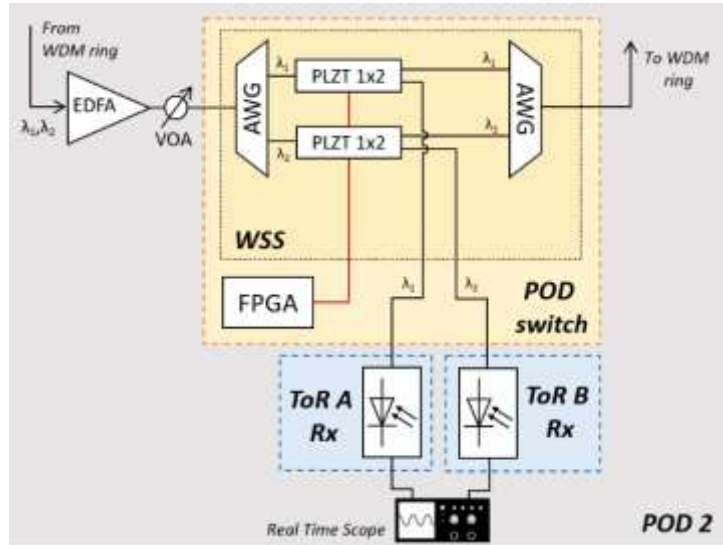 From
WDM ring
λ1,λ2
EDFA
VOA
AWG
λ1
PLZT 1x2
λ1
λ2
PLZT 1x2
λ2
AWG
To WDM
ring
WSS
FPGA
λ1
λ2
POD
switch
ToR A
Rx
ToR B
Rx
Real Time Scope
POD 2